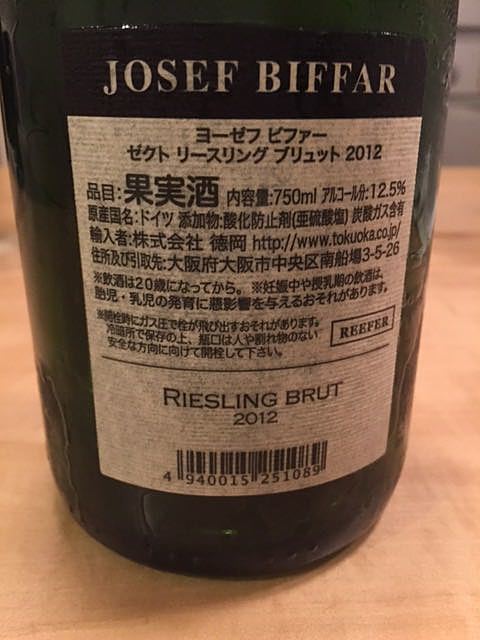 JOSEF BIFFAR
ヨーゼフ ビファー
ゼクト リースリング ブリュット 2012
品目:果実酒 内容量:750ml アルコール分:12.5%
原産国名:ドイツ 添加物:酸化防止剤(亜硫酸塩) 炭酸ガス含有
輸入者:株式会社 徳岡 http://www.tokuoka.co.jp/
住所及び引取先:大阪府大阪市中央区南船場3-5-26
※飲酒は20歳になってから。※妊娠中や授乳期の飲酒は、
胎児・乳児の発育に悪影響を与えるおそれがあります。
※開栓時にガス圧で栓が飛び出すおそれがあります。
冷暗所で保存の上、瓶口は人や割れ物のない
安全な方向に向けて開栓して下さい。
REEFER
RIESLING BRUT
2012
4 940015 251089